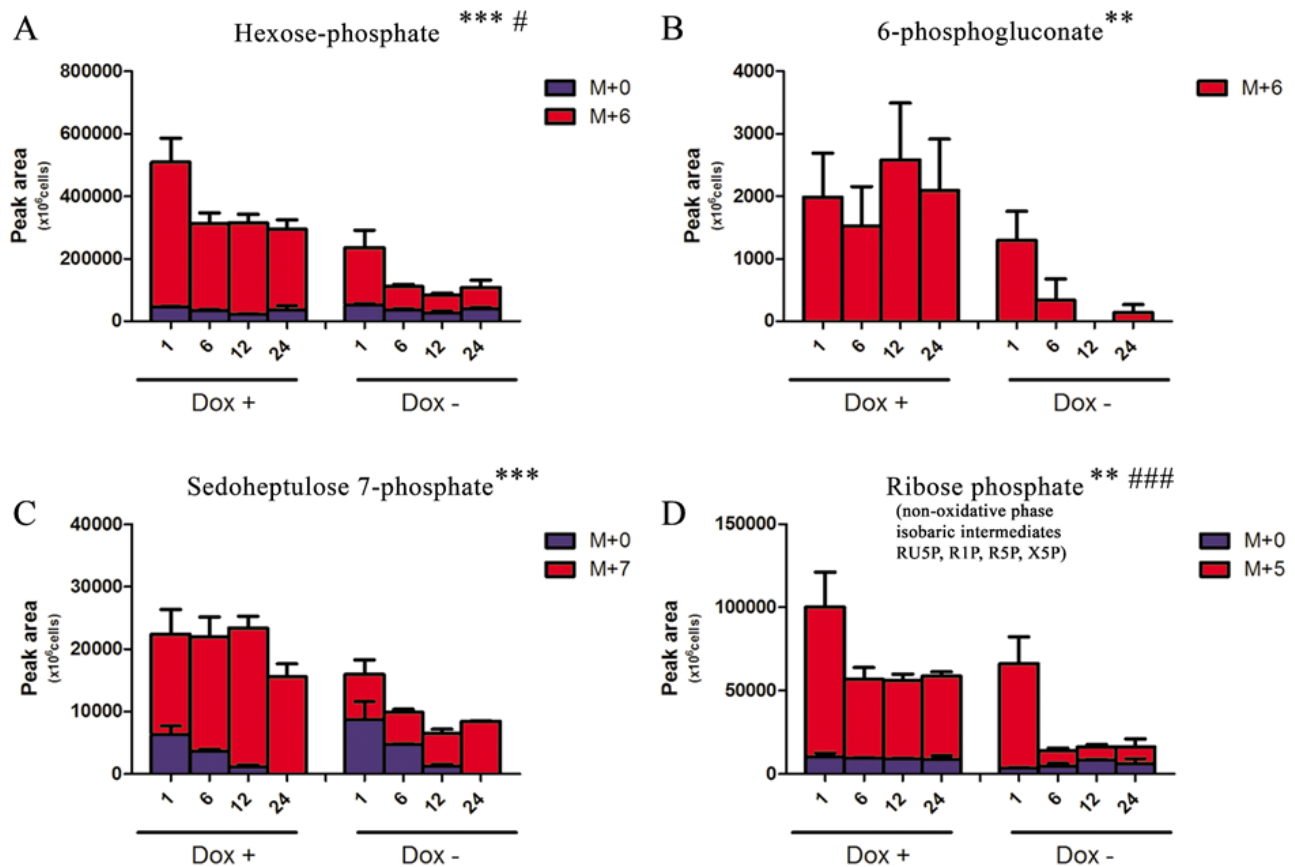 A
Hexose-phosphate *** #
800000
600000
400000
200000
0
Peak area
(x10⁶cells)
M+0
M+6
1 6 12 24 1 6 12 24
Dox + Dox -
B
6-phosphogluconate**
4000
3000
2000
1000
0
Peak area
(x10⁶cells)
M+6
1 6 12 24 1 6 12 24
Dox + Dox -
C
Sedoheptulose 7-phosphate***
40000
30000
20000
10000
0
Peak area
(x10⁶cells)
M+0
M+7
1 6 12 24 1 6 12 24
Dox + Dox -
D
Ribose phosphate ** ###
(non-oxidative phase
isobaric intermediates
RU5P, R1P, R5P, X5P)
150000
100000
50000
0
Peak area
(x10⁶cells)
M+0
M+5
1 6 12 24 1 6 12 24
Dox + Dox -